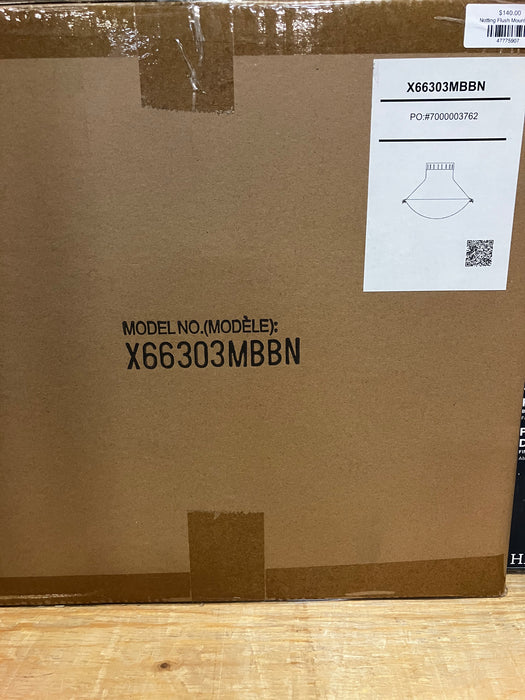 $140.00
Notting Flush Mount
47775907
X66303MBBN
PO:#7000003762
MODEL NO.(MODÈLE):
X66303MBBN